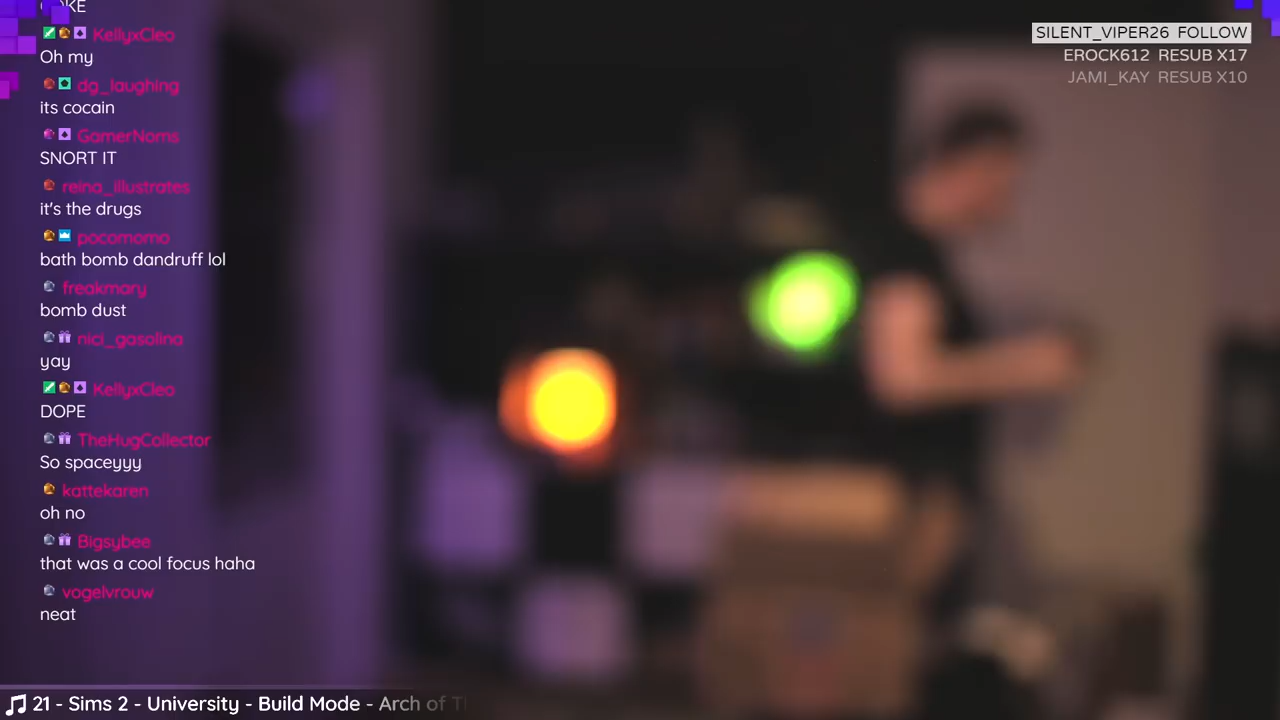 KellyxCleo
Oh my
dg_laughing
its cocain
GamerNoms
SNORT IT
reina_illustrates
it's the drugs
pocomomo
bath bomb dandruff lol
freakmary
bomb dust
nici_gasolina
yay
KellyxCleo
DOPE
TheHugCollector
So spaceyyy
kattekaren
oh no
Bigsybee
that was a cool focus haha
vogelvrouw
neat
SILENT_VIPER26 FOLLOW
EROCK612 RESUB X17
JAMI_KAY RESUB X10
21 - Sims 2 - University - Build Mode - Arch of